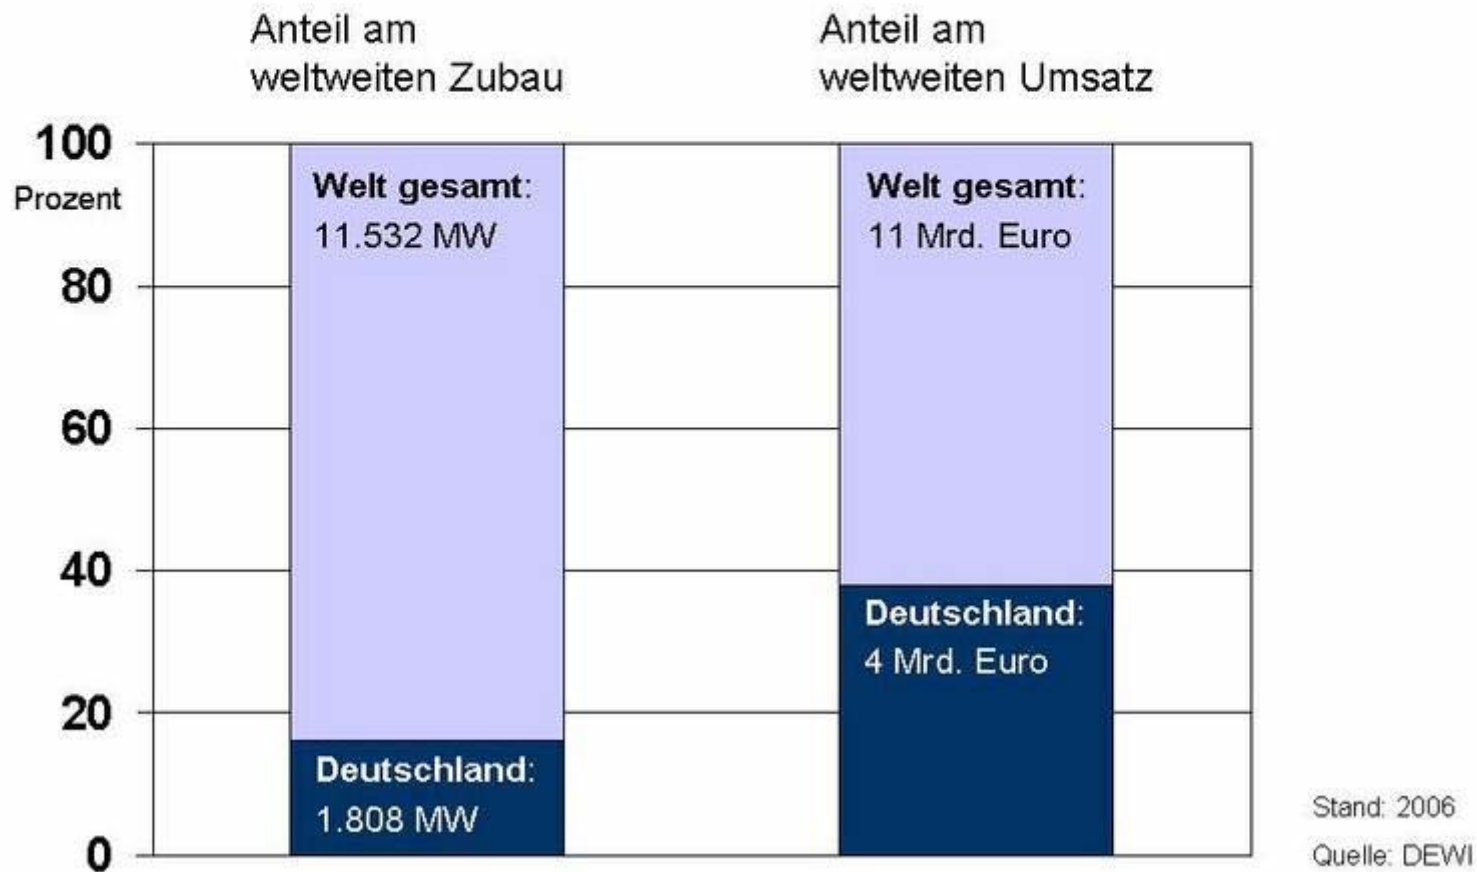 Anteil am
weltweiten Zubau
Anteil am
weltweiten Umsatz
100
Prozent
80
60
40
20
0
Welt gesamt:
11.532 MW
Deutschland:
1.808 MW
Welt gesamt:
11 Mrd. Euro
Deutschland:
4 Mrd. Euro
Stand: 2006
Quelle: DEWI